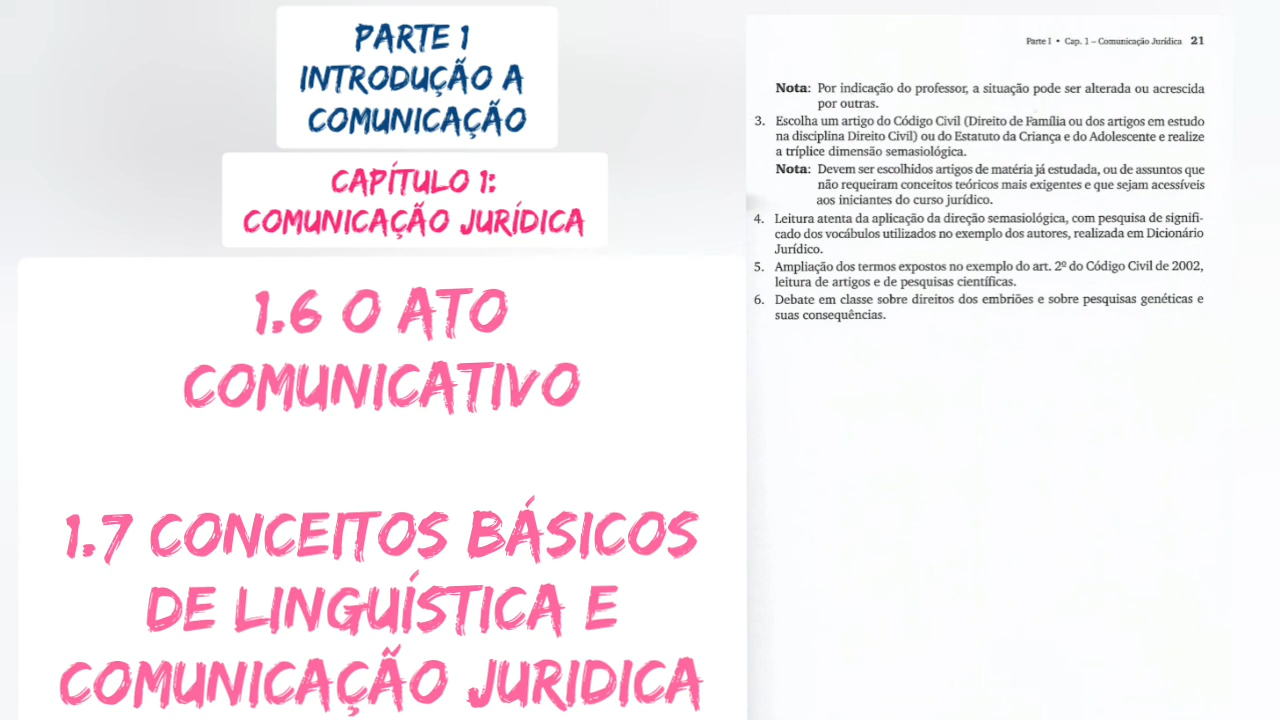 PARTE 1
INTRODUÇÃO A
COMUNICAÇÃO
CAPÍTULO 1:
COMUNICAÇÃO JURÍDICA
1.6 O ATO
COMUNICATIVO
1.7 CONCEITOS BÁSICOS
DE LINGUÍSTICA E
COMUNICAÇÃO JURIDICA
Parte I • Cap. 1 – Comunicação Jurídica 21
Nota: Por indicação do professor, a situação pode ser alterada ou acrescida
por outras.
3. Escolha um artigo do Código Civil (Direito de Família ou dos artigos em estudo
na disciplina Direito Civil) ou do Estatuto da Criança e do Adolescente e realize
a tríplice dimensão semasiológica.
Nota: Devem ser escolhidos artigos de matéria já estudada, ou de assuntos que
não requeiram conceitos teóricos mais exigentes e que sejam acessíveis
aos iniciantes do curso jurídico.
4. Leitura atenta da aplicação da direção semasiológica, com pesquisa de signifi-
cado dos vocábulos utilizados no exemplo dos autores, realizada em Dicionário
Jurídico.
5. Ampliação dos termos expostos no exemplo do art. 2º do Código Civil de 2002,
leitura de artigos e de pesquisas científicas.
6. Debate em classe sobre direitos dos embriões e sobre pesquisas genéticas e
suas consequências.